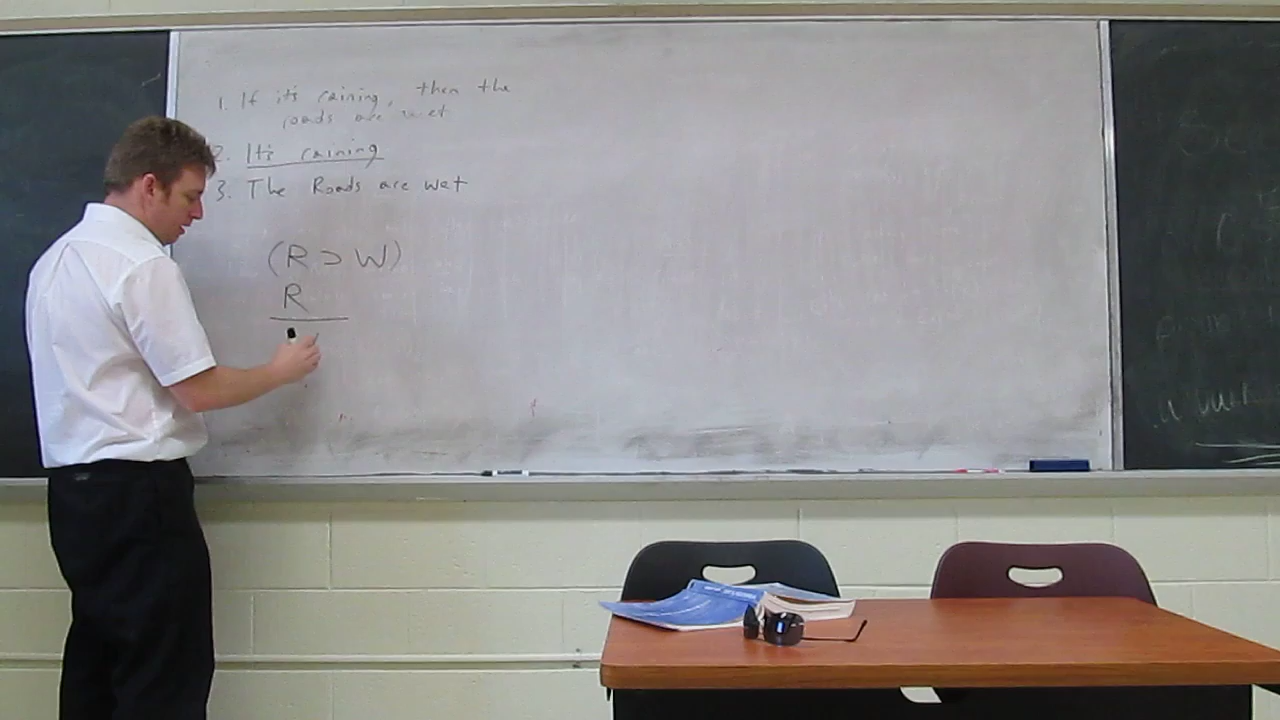 1. If it's raining, then the
roads are wet
2. It's raining
3. The Roads are wet
(R ⊃ W)
R